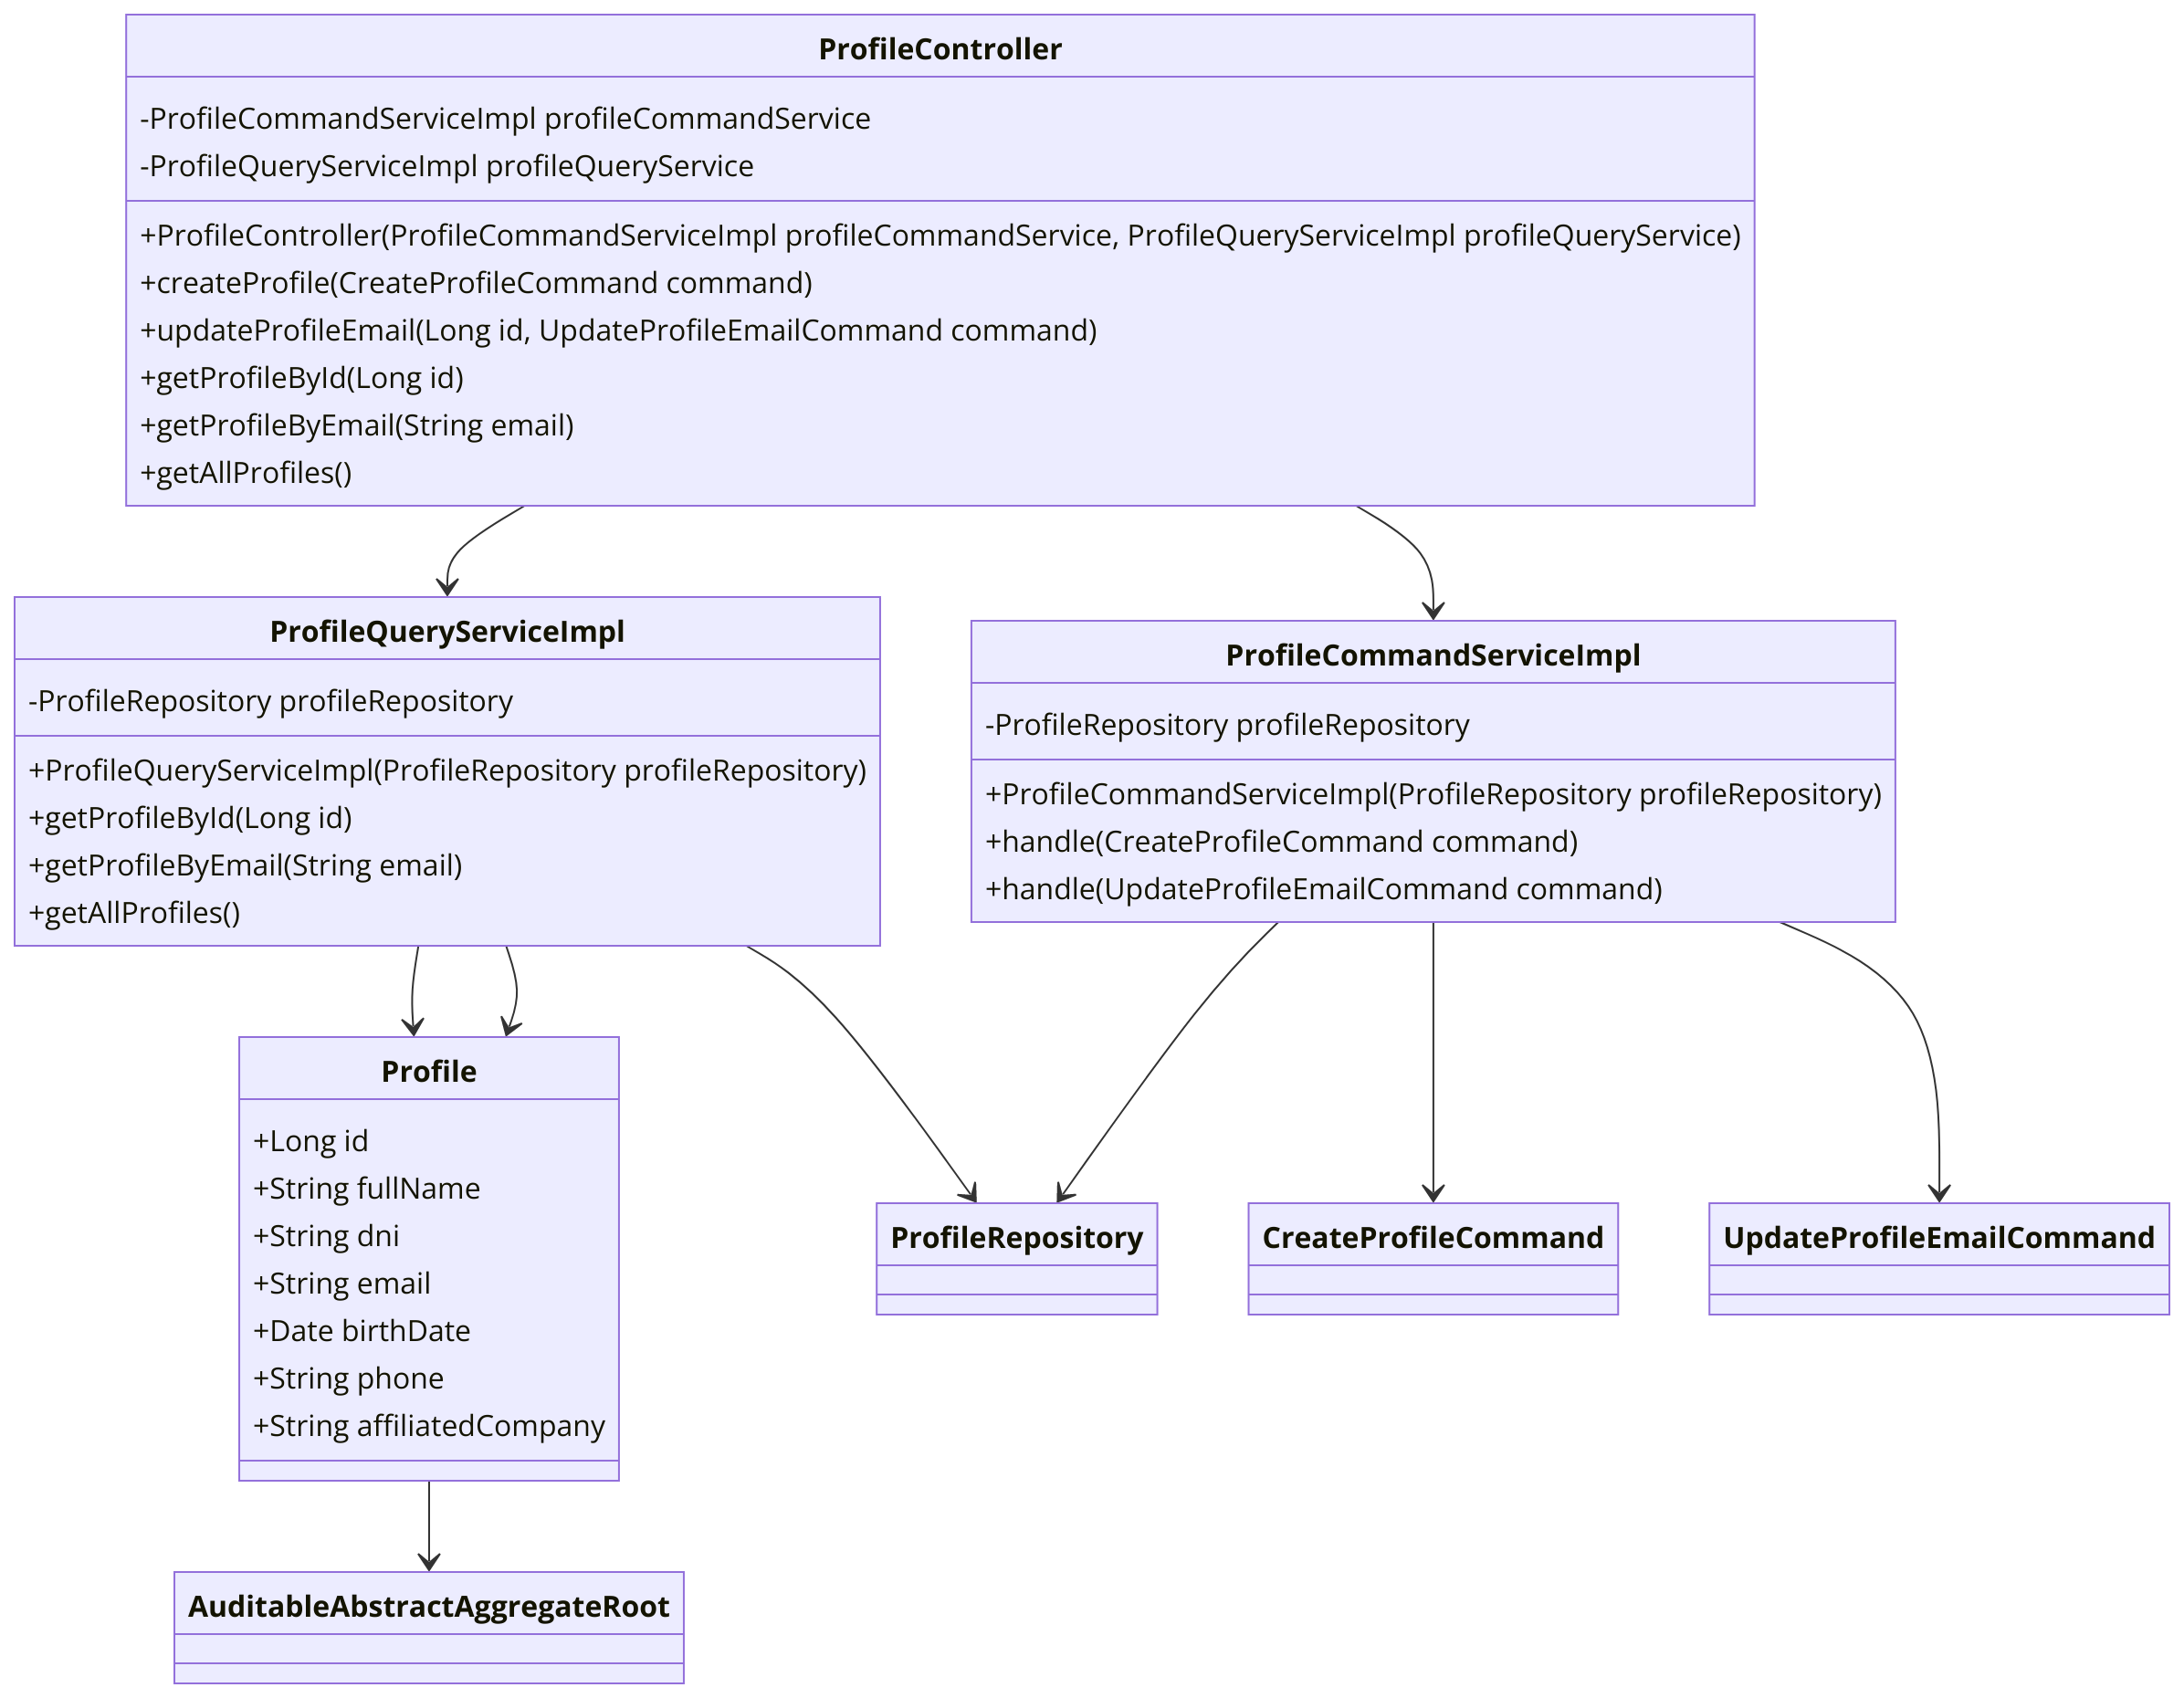 ProfileController
-ProfileCommandServiceImpl profileCommandService
-ProfileQueryServiceImpl profileQueryService
+ProfileController(ProfileCommandServiceImpl profileCommandService, ProfileQueryServiceImpl profileQueryService)
+createProfile(CreateProfileCommand command)
+updateProfileEmail(Long id, UpdateProfileEmailCommand command)
+getProfileById(Long id)
+getProfileByEmail(String email)
+getAllProfiles()
ProfileQueryServiceImpl
-ProfileRepository profileRepository
+ProfileQueryServiceImpl(ProfileRepository profileRepository)
+getProfileById(Long id)
+getProfileByEmail(String email)
+getAllProfiles()
ProfileCommandServiceImpl
-ProfileRepository profileRepository
+ProfileCommandServiceImpl(ProfileRepository profileRepository)
+handle(CreateProfileCommand command)
+handle(UpdateProfileEmailCommand command)
Profile
+Long id
+String fullName
+String dni
+String email
+Date birthDate
+String phone
+String affiliatedCompany
ProfileRepository
CreateProfileCommand
UpdateProfileEmailCommand
AuditableAbstractAggregateRoot